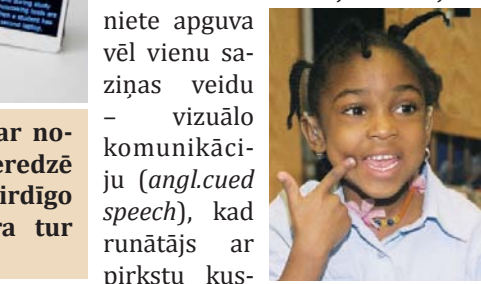 ar no-
eredzē
irdīgo
ra tur
niete apguva
vēl vienu sa-
ziņas veidu
– vizuālo
komunikāci-
ju (angl.cued
speech), kad
runātājs ar
pirkstu kus-